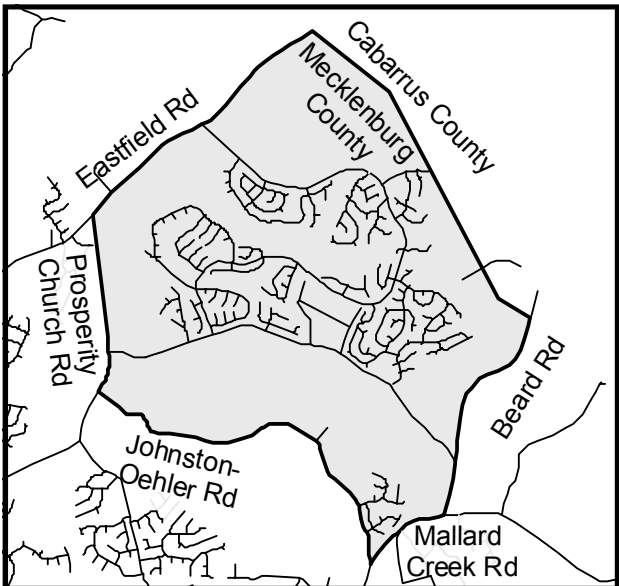 Cabarrus County
Mecklenburg
County
Eastfield Rd
Prosperity
Church Rd
Beard Rd
Johnston-
Oehler Rd
Mallard
Creek Rd